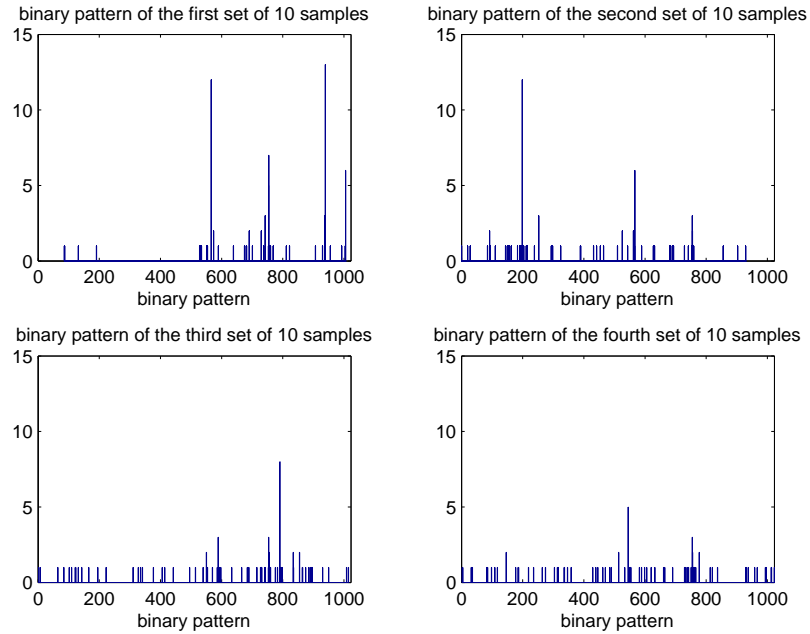 binary pattern of the first set of 10 samples
15
10
5
0
0 200 400 600 800 1000
binary pattern
binary pattern of the second set of 10 samples
15
10
5
0
0 200 400 600 800 1000
binary pattern
binary pattern of the third set of 10 samples
15
10
5
0
0 200 400 600 800 1000
binary pattern
binary pattern of the fourth set of 10 samples
15
10
5
0
0 200 400 600 800 1000
binary pattern